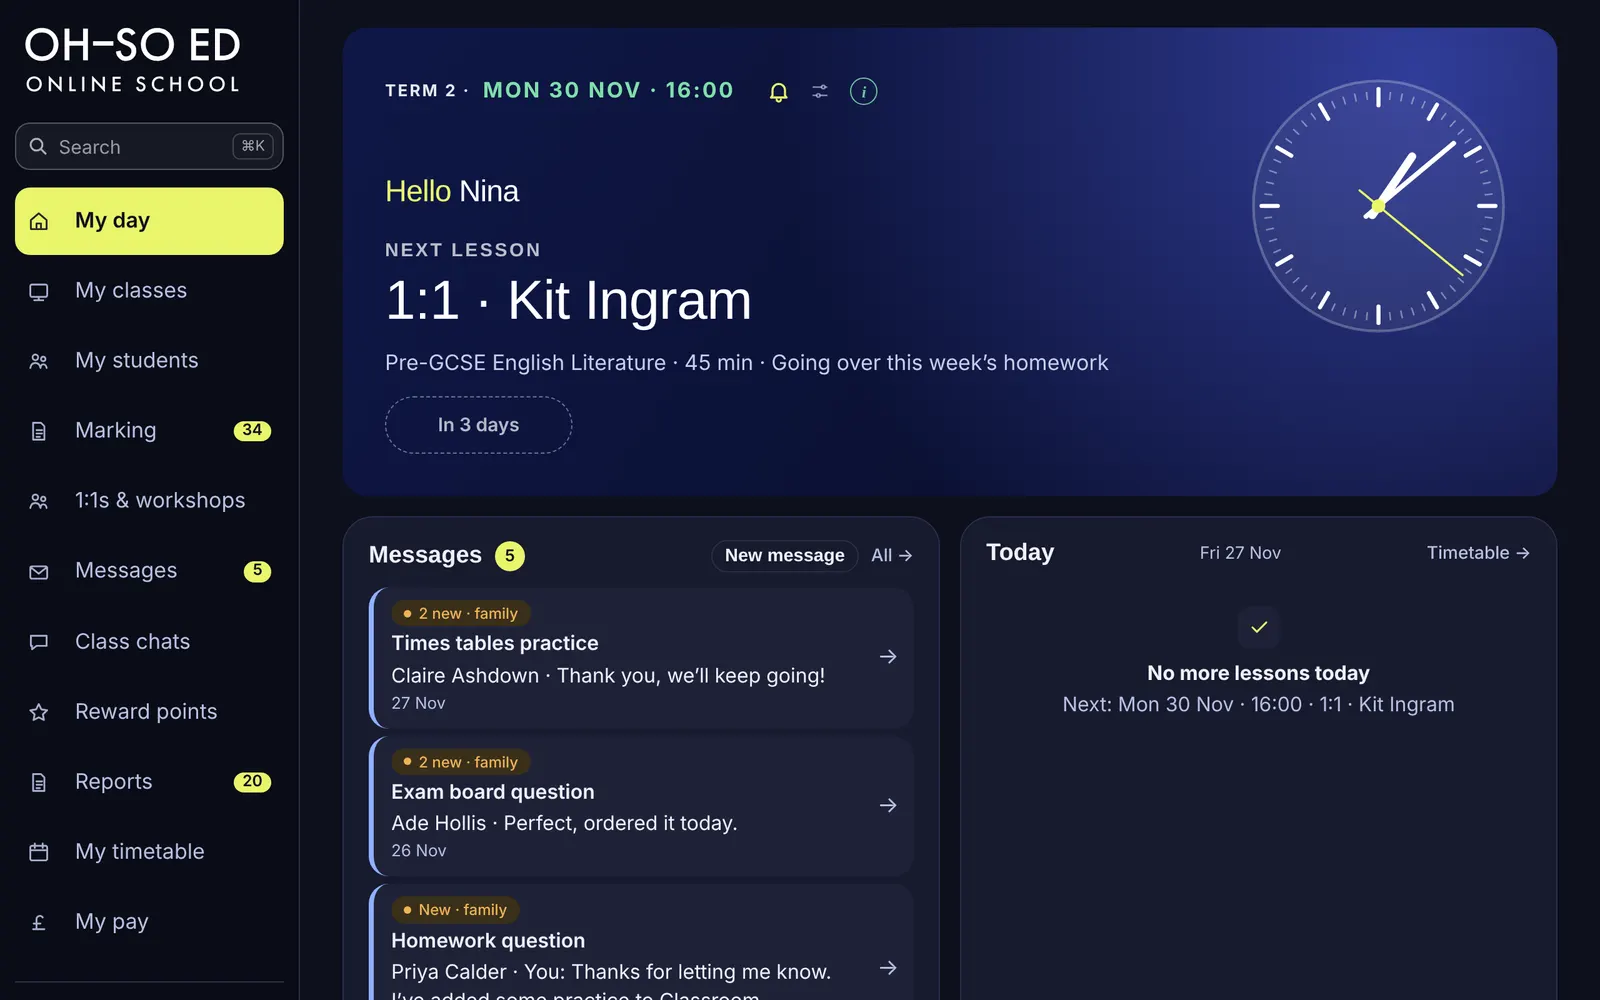 OH-SO ED
ONLINE SCHOOL
Search ⌘K
My day
My classes
My students
Marking 34
1:1s & workshops
Messages 5
Class chats
Reward points
Reports 20
My timetable
£ My pay
TERM 2 · MON 30 NOV · 16:00 i
Hello Nina
NEXT LESSON
1:1 · Kit Ingram
Pre-GCSE English Literature · 45 min · Going over this week’s homework
In 3 days
Messages 5 New message All →
2 new · family
Times tables practice
Claire Ashdown · Thank you, we’ll keep going!
27 Nov
2 new · family
Exam board question
Ade Hollis · Perfect, ordered it today.
26 Nov
New · family
Homework question
Priya Calder · You: Thanks for letting me know.
I’ve added some practice to Classroom.
Today Fri 27 Nov Timetable →
No more lessons today
Next: Mon 30 Nov · 16:00 · 1:1 · Kit Ingram